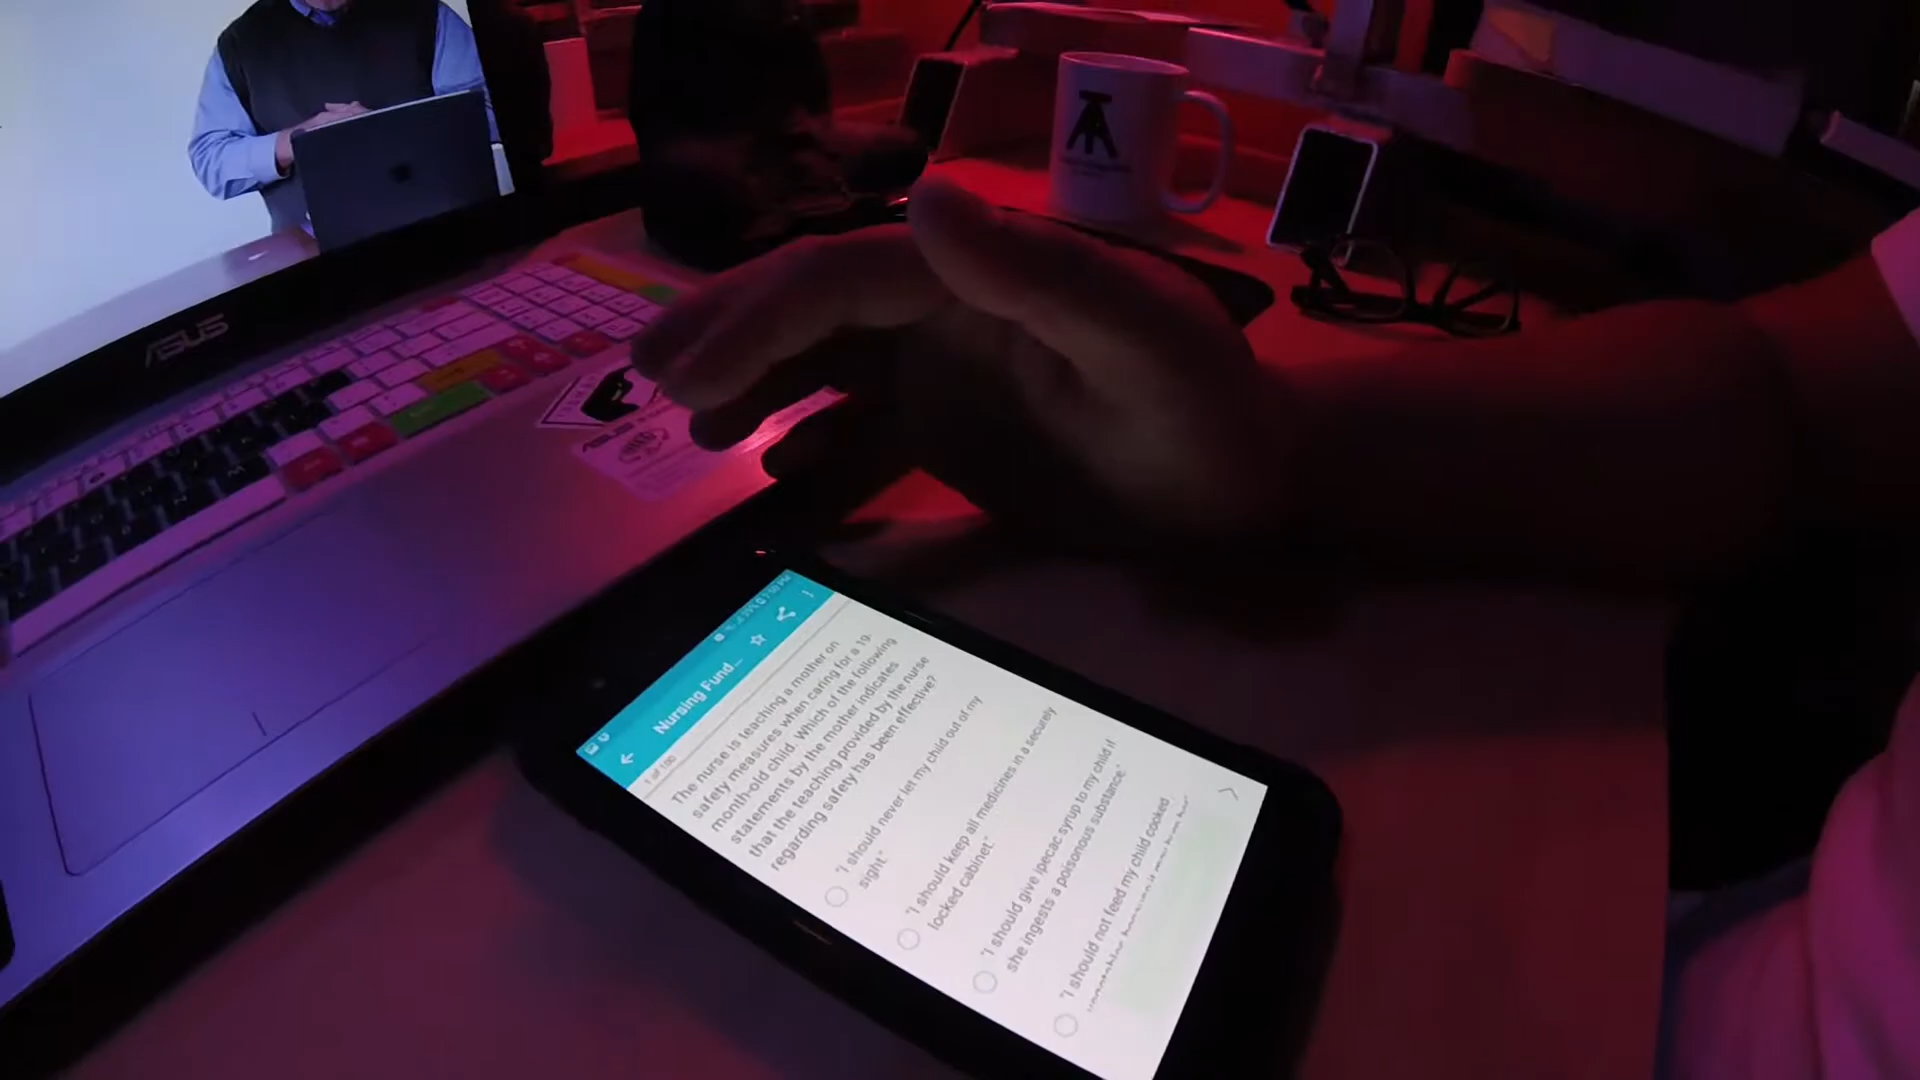 ASUS
Nursing Fund...
1 of 100
The nurse is teaching a mother on
safety measures when caring for a 19-
month-old child. Which of the following
statements by the mother indicates
that the teaching provided by the nurse
regarding safety has been effective?
"I should never let my child out of my
sight."
"I should keep all medicines in a securely
locked cabinet."
"I should give ipecac syrup to my child if
she ingests a poisonous substance."
"I should not feed my child cooked